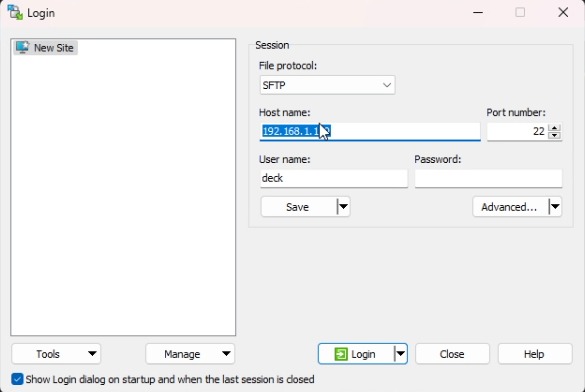 Login
New Site
Session
File protocol:
SFTP
Host name:
Port number:
192.168.1.1
22
User name:
Password:
deck
Save
Advanced...
Tools
Manage
Login
Close
Help
Show Login dialog on startup and when the last session is closed